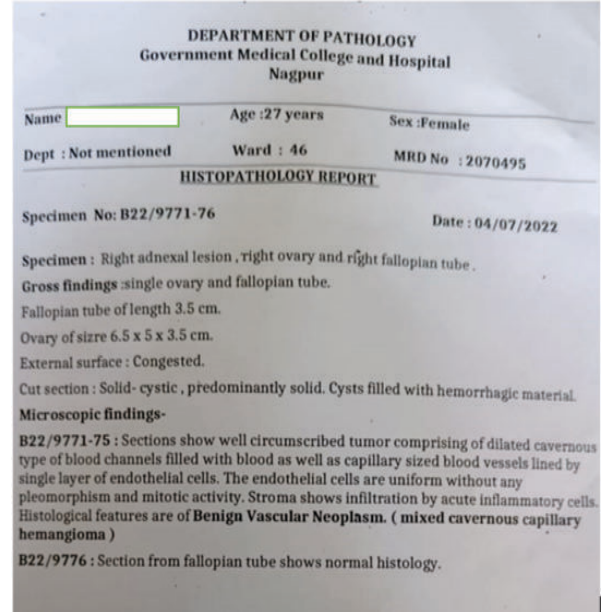 DEPARTMENT OF PATHOLOGY
Government Medical College and Hospital
Nagpur
Name Age :27 years Sex :Female
Dept : Not mentioned Ward : 46 MRD No : 2070495
HISTOPATHOLOGY REPORT
Specimen No: B22/9771-76 Date : 04/07/2022
Specimen : Right adnexal lesion , right ovary and right fallopian tube .
Gross findings :single ovary and fallopian tube.
Fallopian tube of length 3.5 cm.
Ovary of sizre 6.5 x 5 x 3.5 cm.
External surface : Congested.
Cut section : Solid- cystic , predominantly solid. Cysts filled with hemorrhagic material.
Microscopic findings-
B22/9771-75 : Sections show well circumscribed tumor comprising of dilated cavernous
type of blood channels filled with blood as well as capillary sized blood vessels lined by
single layer of endothelial cells. The endothelial cells are uniform without any
pleomorphism and mitotic activity. Stroma shows infiltration by acute inflammatory cells.
Histological features are of Benign Vascular Neoplasm. ( mixed cavernous capillary
hemangioma )
B22/9776 : Section from fallopian tube shows normal histology.